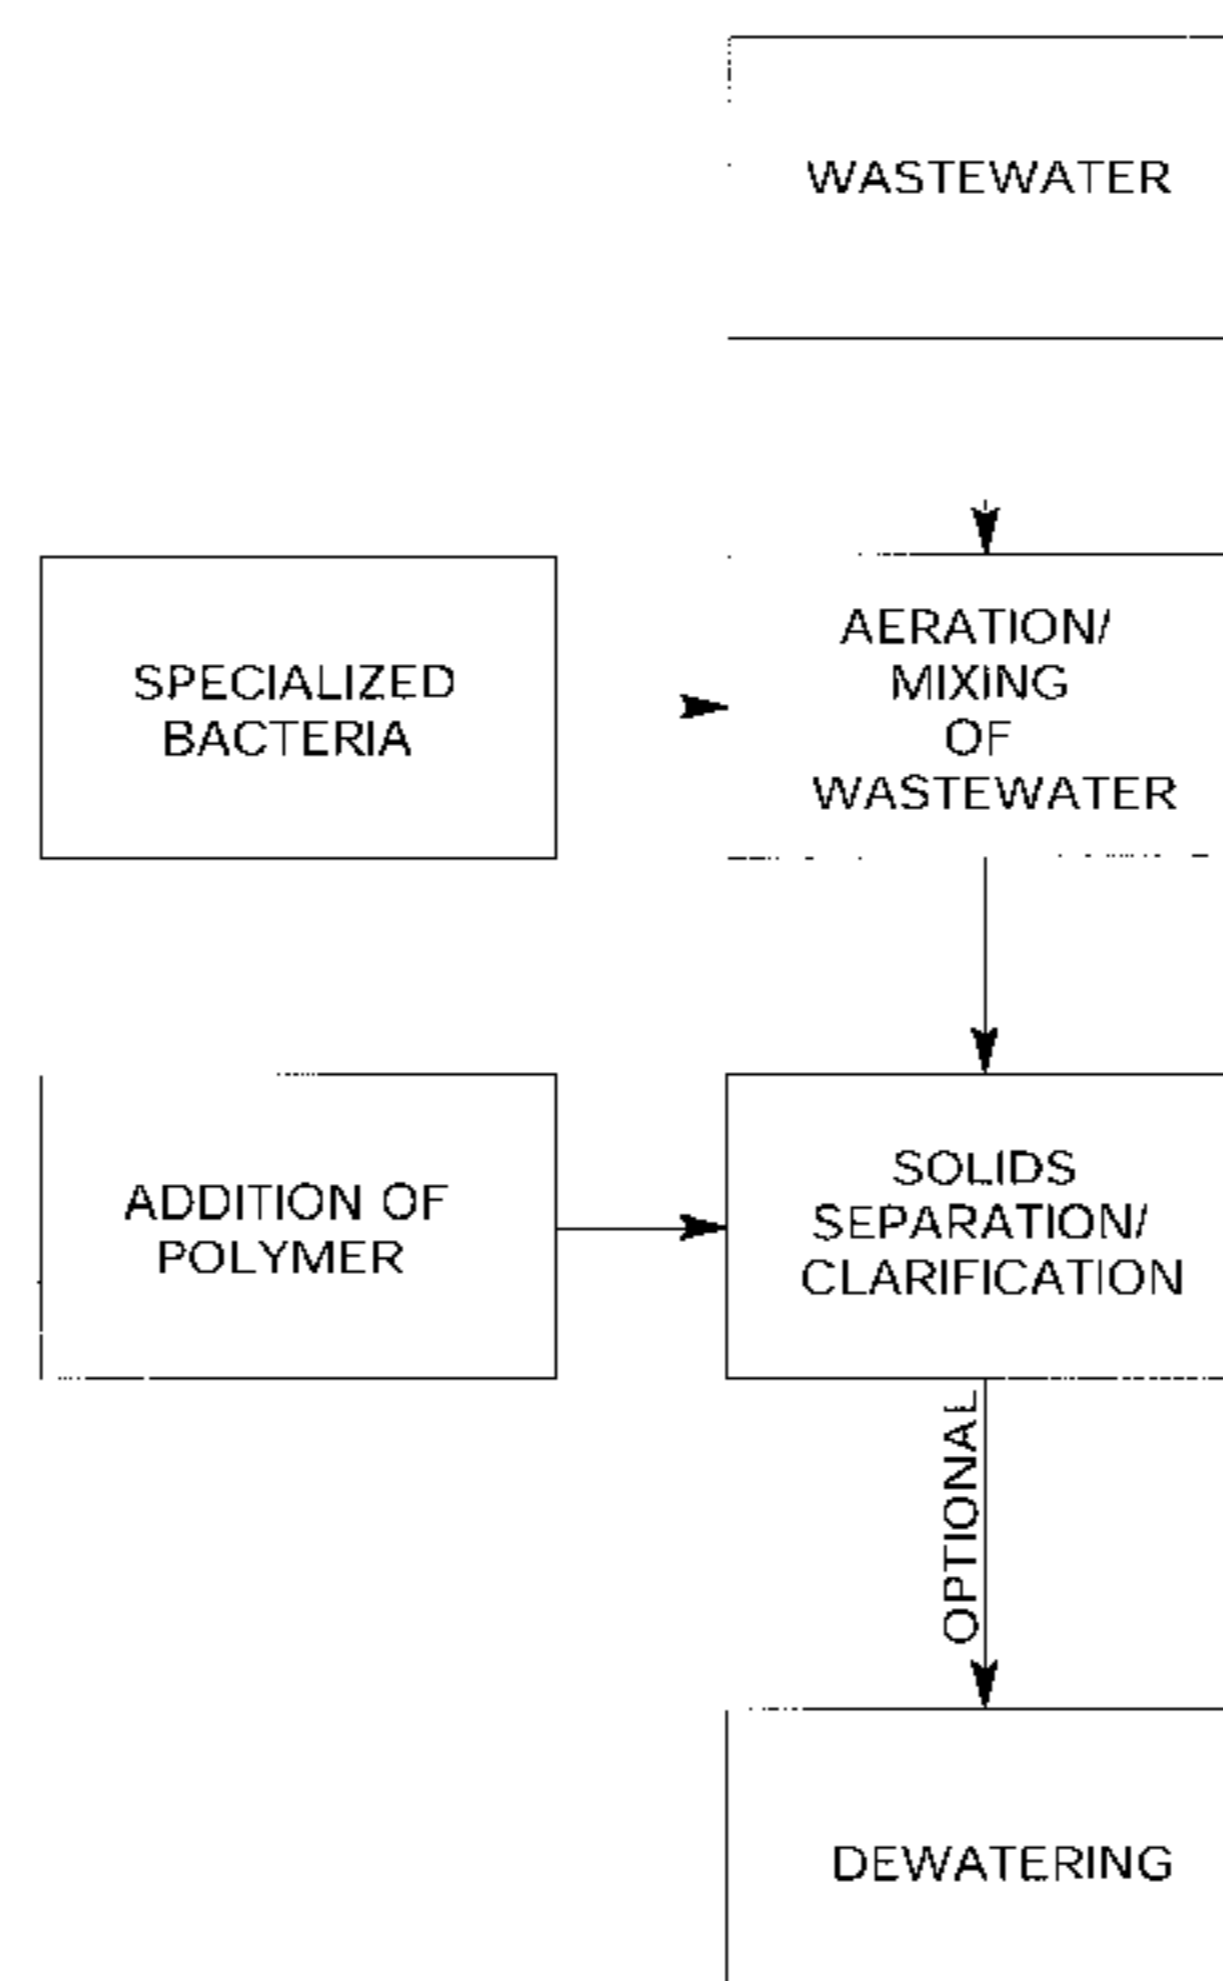 WASTEWATER
SPECIALIZED
BACTERIA
AERATION/
MIXING
OF
WASTEWATER
ADDITION OF
POLYMER
SOLIDS
SEPARATION/
CLARIFICATION
OPTIONAL
DEWATERING